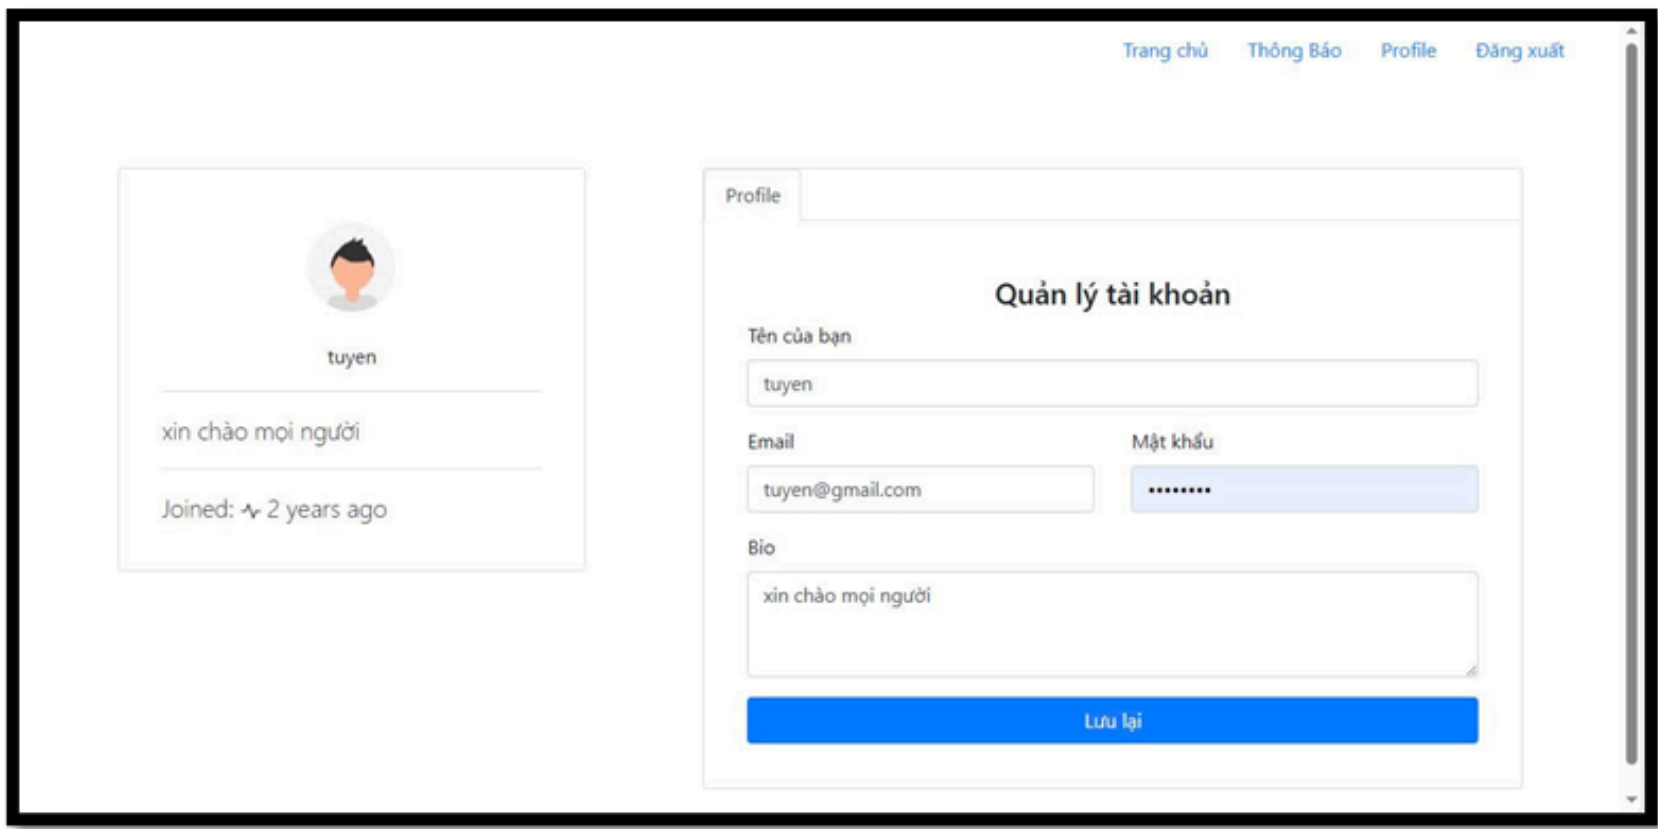 Trang chủ Thông Báo Profile Đăng xuất
tuyen
xin chào mọi người
Joined: 2 years ago
Profile
Quản lý tài khoản
Tên của bạn
tuyen
Email Mật khẩu
tuyen@gmail.com ••••••••
Bio
xin chào mọi người
Lưu lại